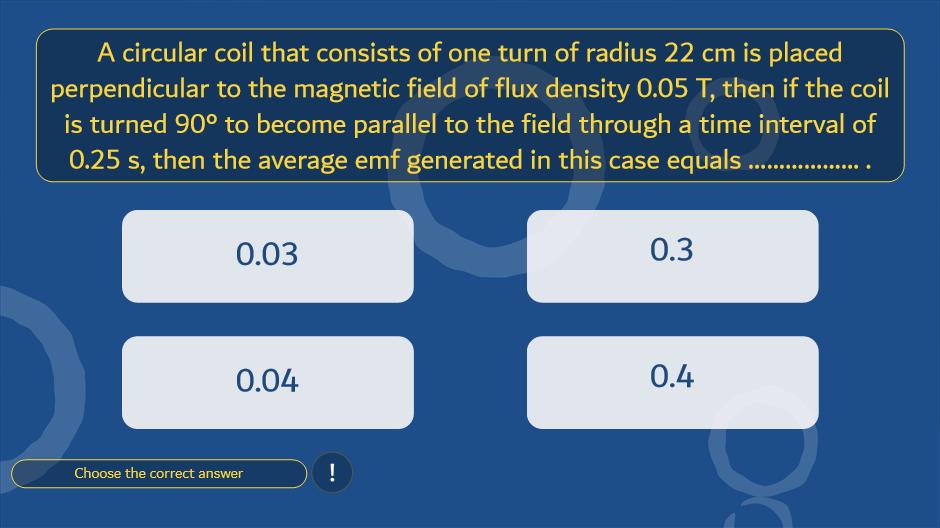 A circular coil that consists of one turn of radius 22 cm is placed
perpendicular to the magnetic field of flux density 0.05 T, then if the coil
is turned 90° to become parallel to the field through a time interval of
0.25 s, then the average emf generated in this case equals .................. .
0.03
0.3
0.04
0.4
Choose the correct answer
!